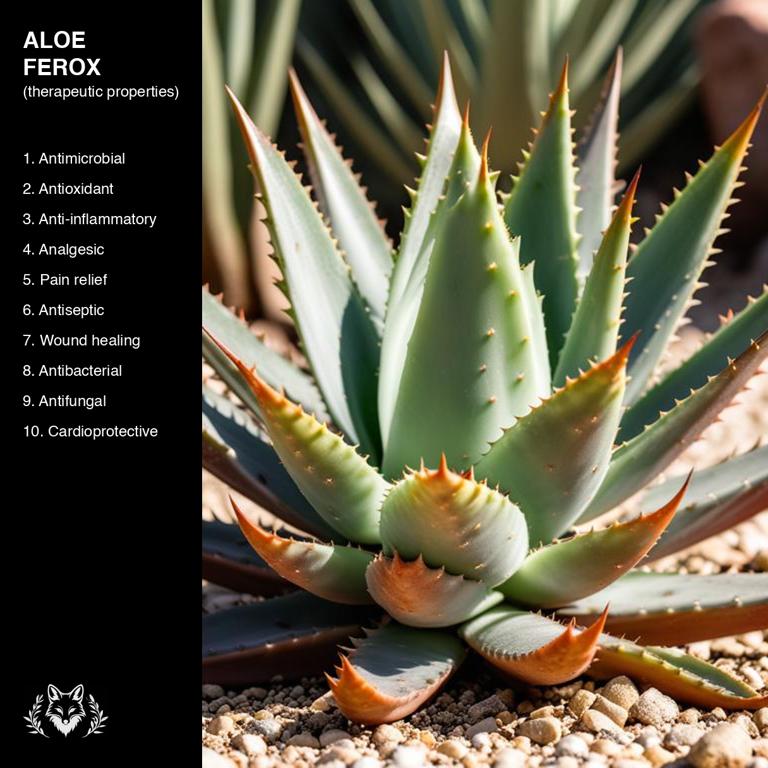 ALOE
FEROX
(therapeutic properties)
1. Antimicrobial
2. Antioxidant
3. Anti-inflammatory
4. Analgesic
5. Pain relief
6. Antiseptic
7. Wound healing
8. Antibacterial
9. Antifungal
10. Cardioprotective